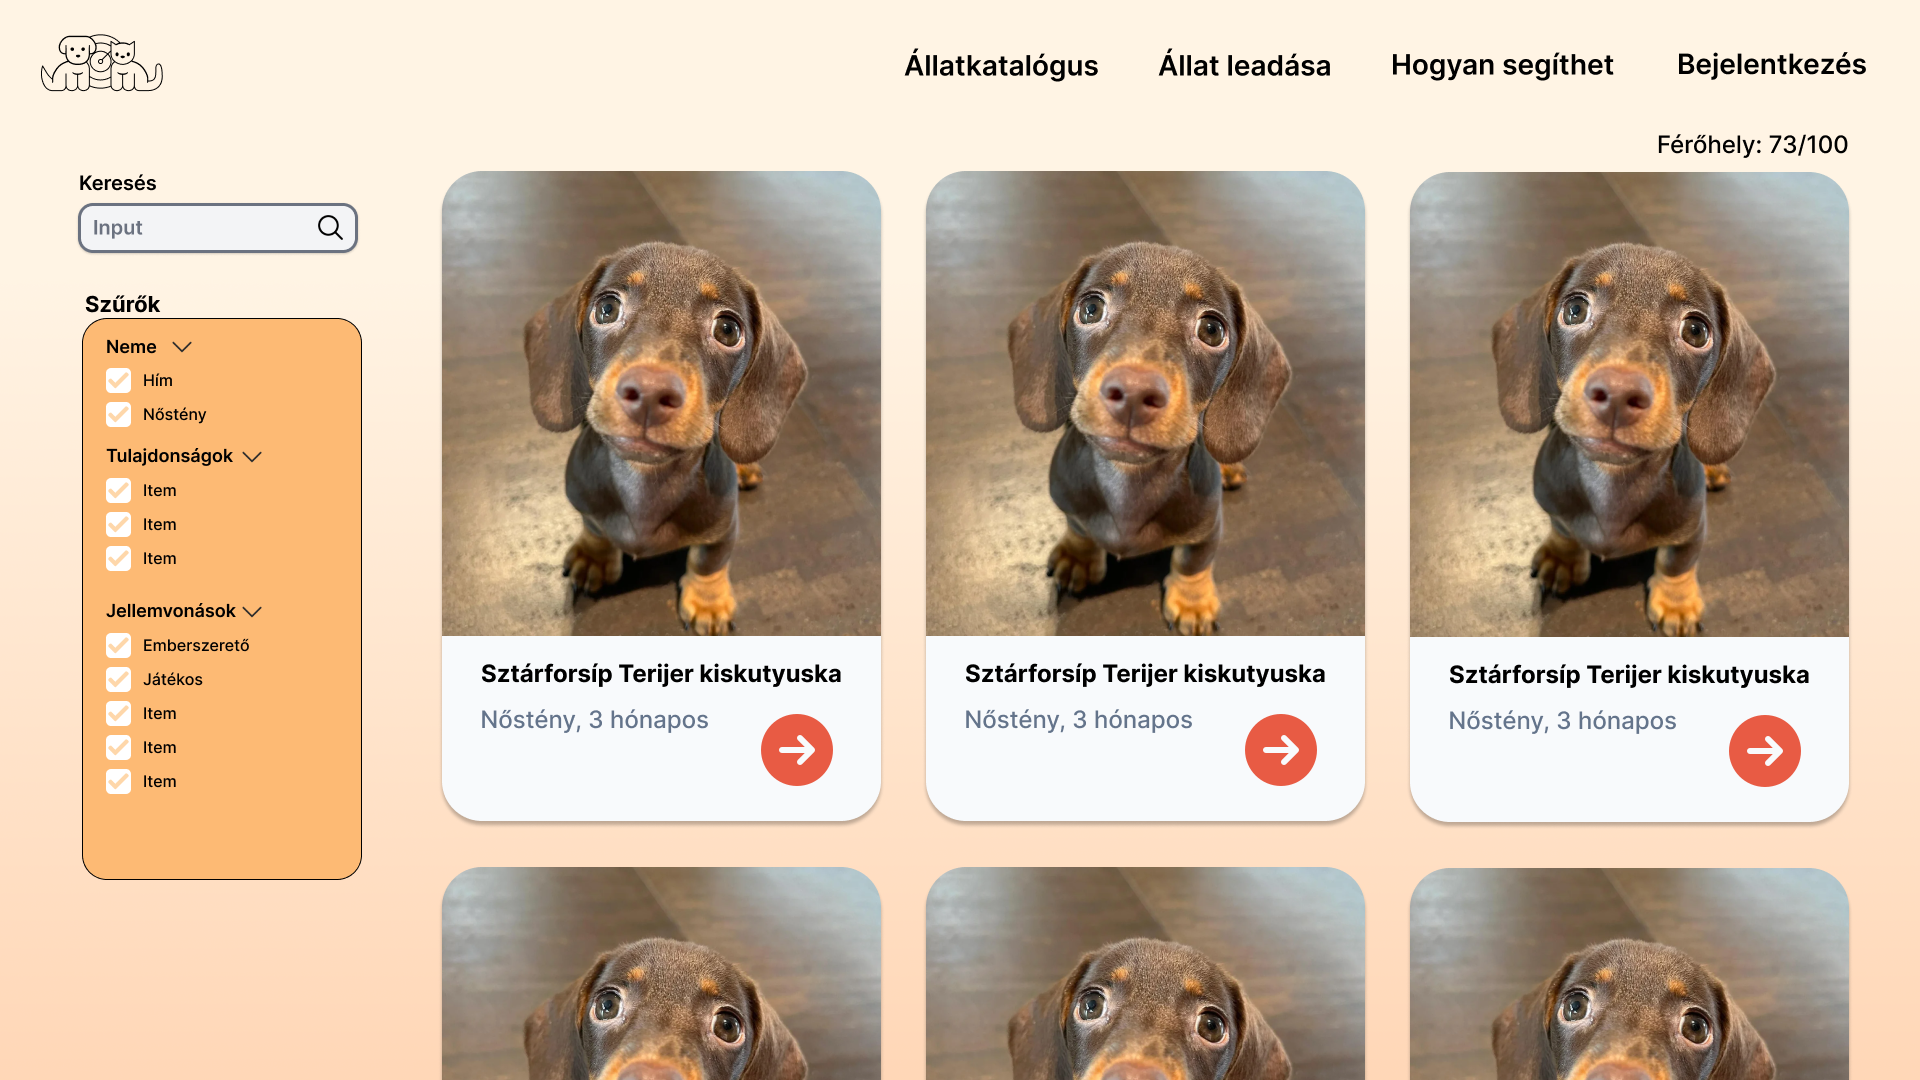 Állatkatalógus
Állat leadása
Hogyan segíthet
Bejelentkezés
Férőhely: 73/100
Keresés
Input
Szűrők
Neme
Hím
Nőstény
Tulajdonságok
Item
Item
Item
Jellemvonások
Emberszerető
Játékos
Item
Item
Item
Sztárforsíp Terijer kiskutyuska
Nőstény, 3 hónapos
Sztárforsíp Terijer kiskutyuska
Nőstény, 3 hónapos
Sztárforsíp Terijer kiskutyuska
Nőstény, 3 hónapos